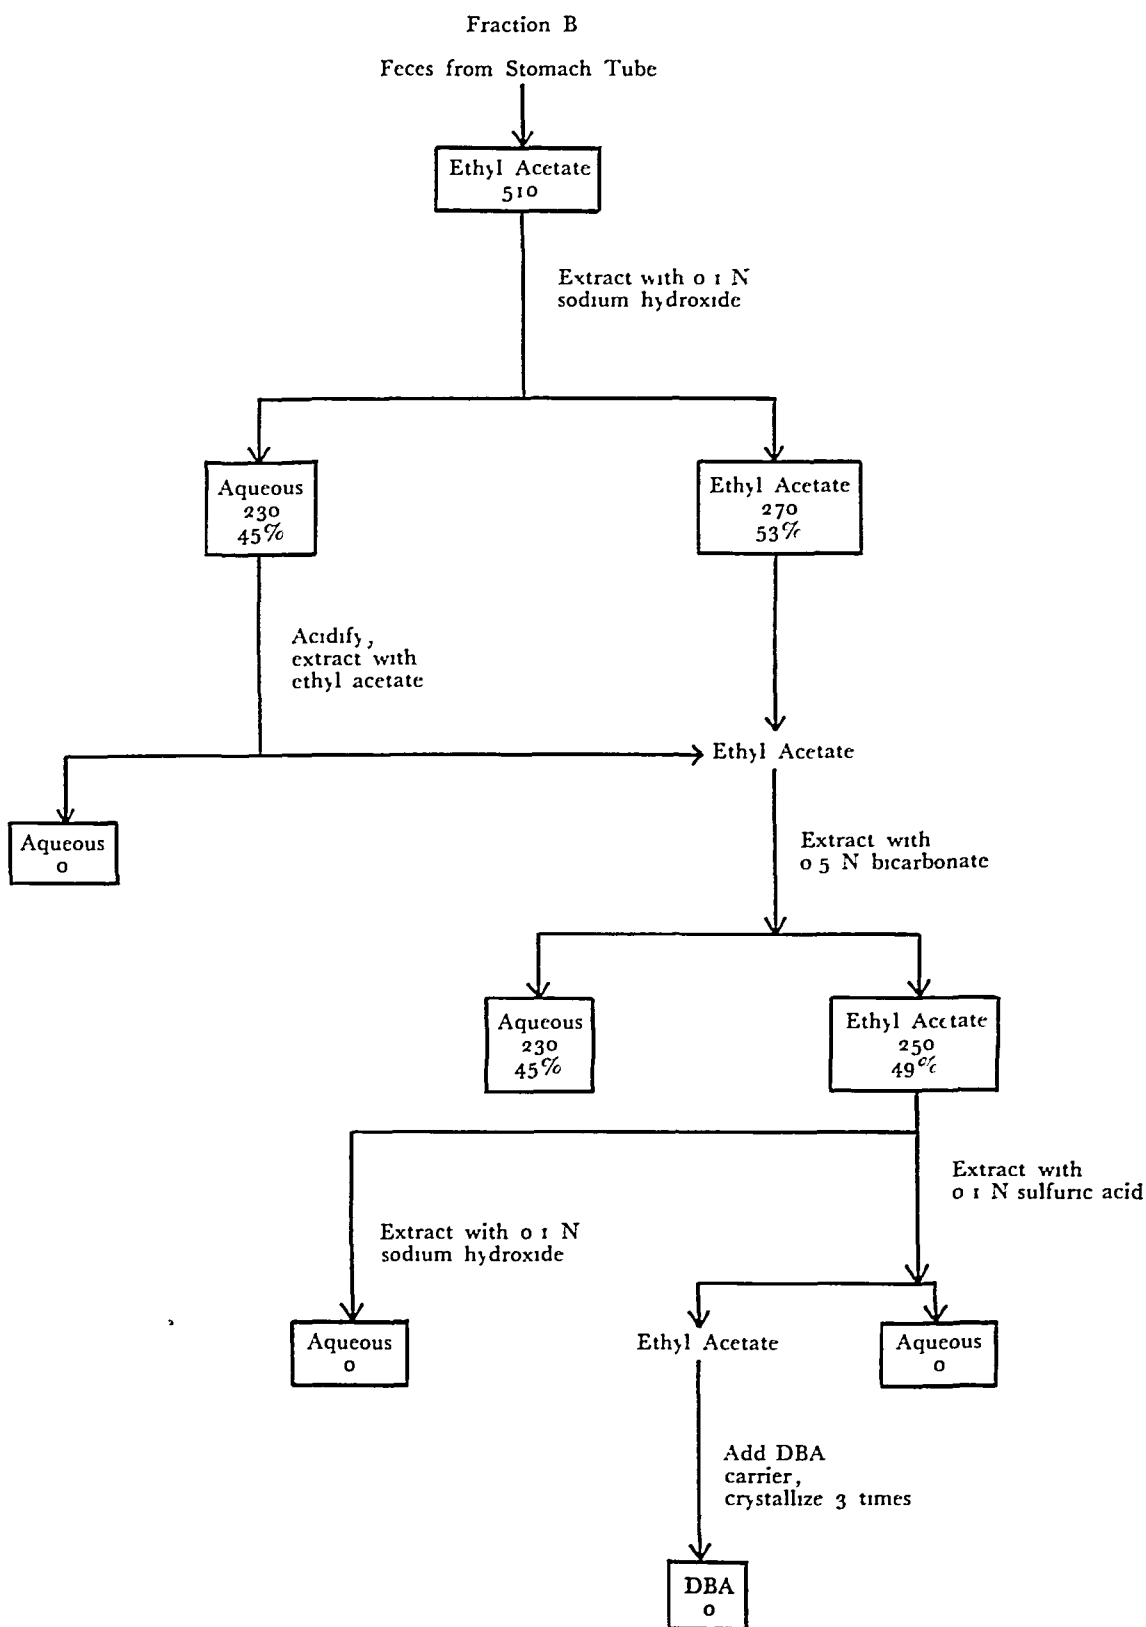 Fraction B
Feces from Stomach Tube
Ethyl Acetate
510
Extract with 0 1 N
sodium hydroxide
Aqueous
230
45%
Ethyl Acetate
270
53%
Acidify,
extract with
ethyl acetate
Ethyl Acetate
Aqueous
0
Extract with
0 5 N bicarbonate
Aqueous
230
45%
Ethyl Acetate
250
49%
Extract with
0 1 N sulfuric acid
Extract with 0 1 N
sodium hydroxide
Aqueous
0
Ethyl Acetate
Aqueous
0
Add DBA
carrier,
crystallize 3 times
DBA
0